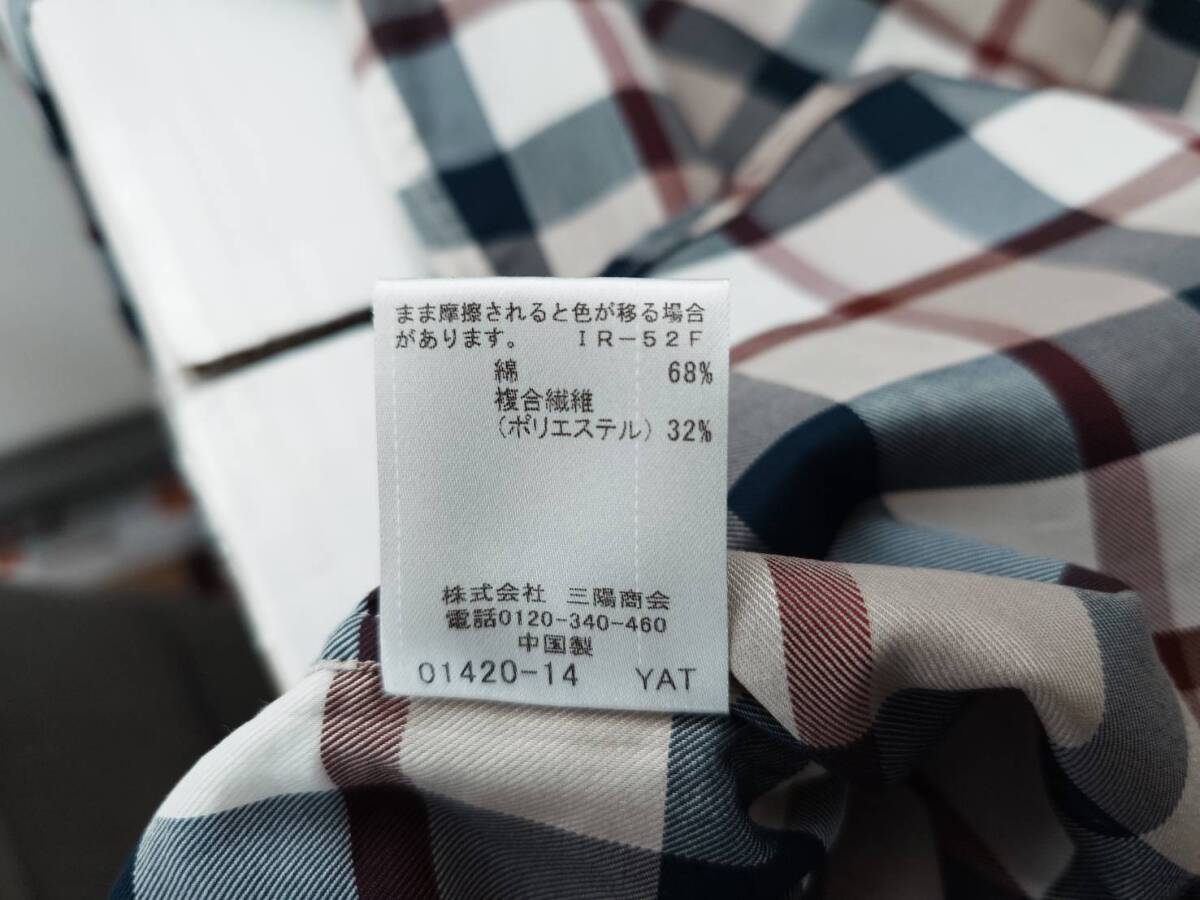 まま摩擦されると色が移る場合
があります。 IR-52F
綿 68%
複合繊維
(ポリエステル) 32%
株式会社 三陽商会
電話0120-340-460
中国製
01420-14 YAT